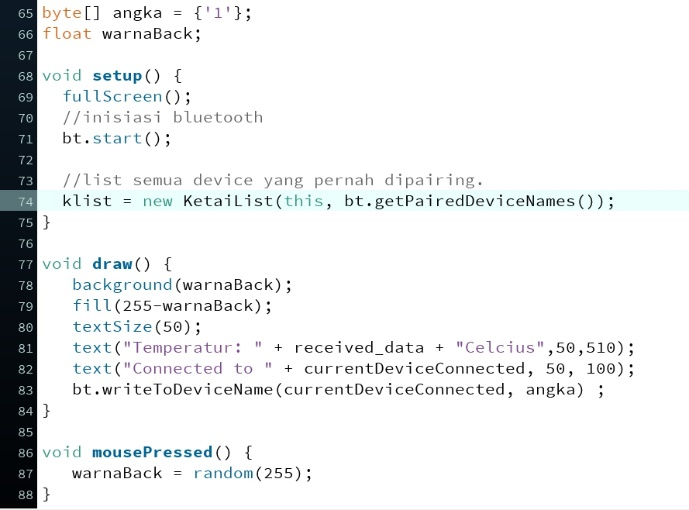 65 byte[] angka = {'1'};
66 float warnaBack;
67
68 void setup() {
69   fullScreen();
70   //inisiasi bluetooth
71   bt.start();
72
73   //list semua device yang pernah dipairing.
74   klist = new KetaiList(this, bt.getPairedDeviceNames());
75 }
76
77 void draw() {
78    background(warnaBack);
79    fill(255-warnaBack);
80    textSize(50);
81    text("Temperatur: " + received_data + "Celcius",50,510);
82    text("Connected to " + currentDeviceConnected, 50, 100);
83    bt.writeToDeviceName(currentDeviceConnected, angka) ;
84 }
85
86 void mousePressed() {
87    warnaBack = random(255);
88 }